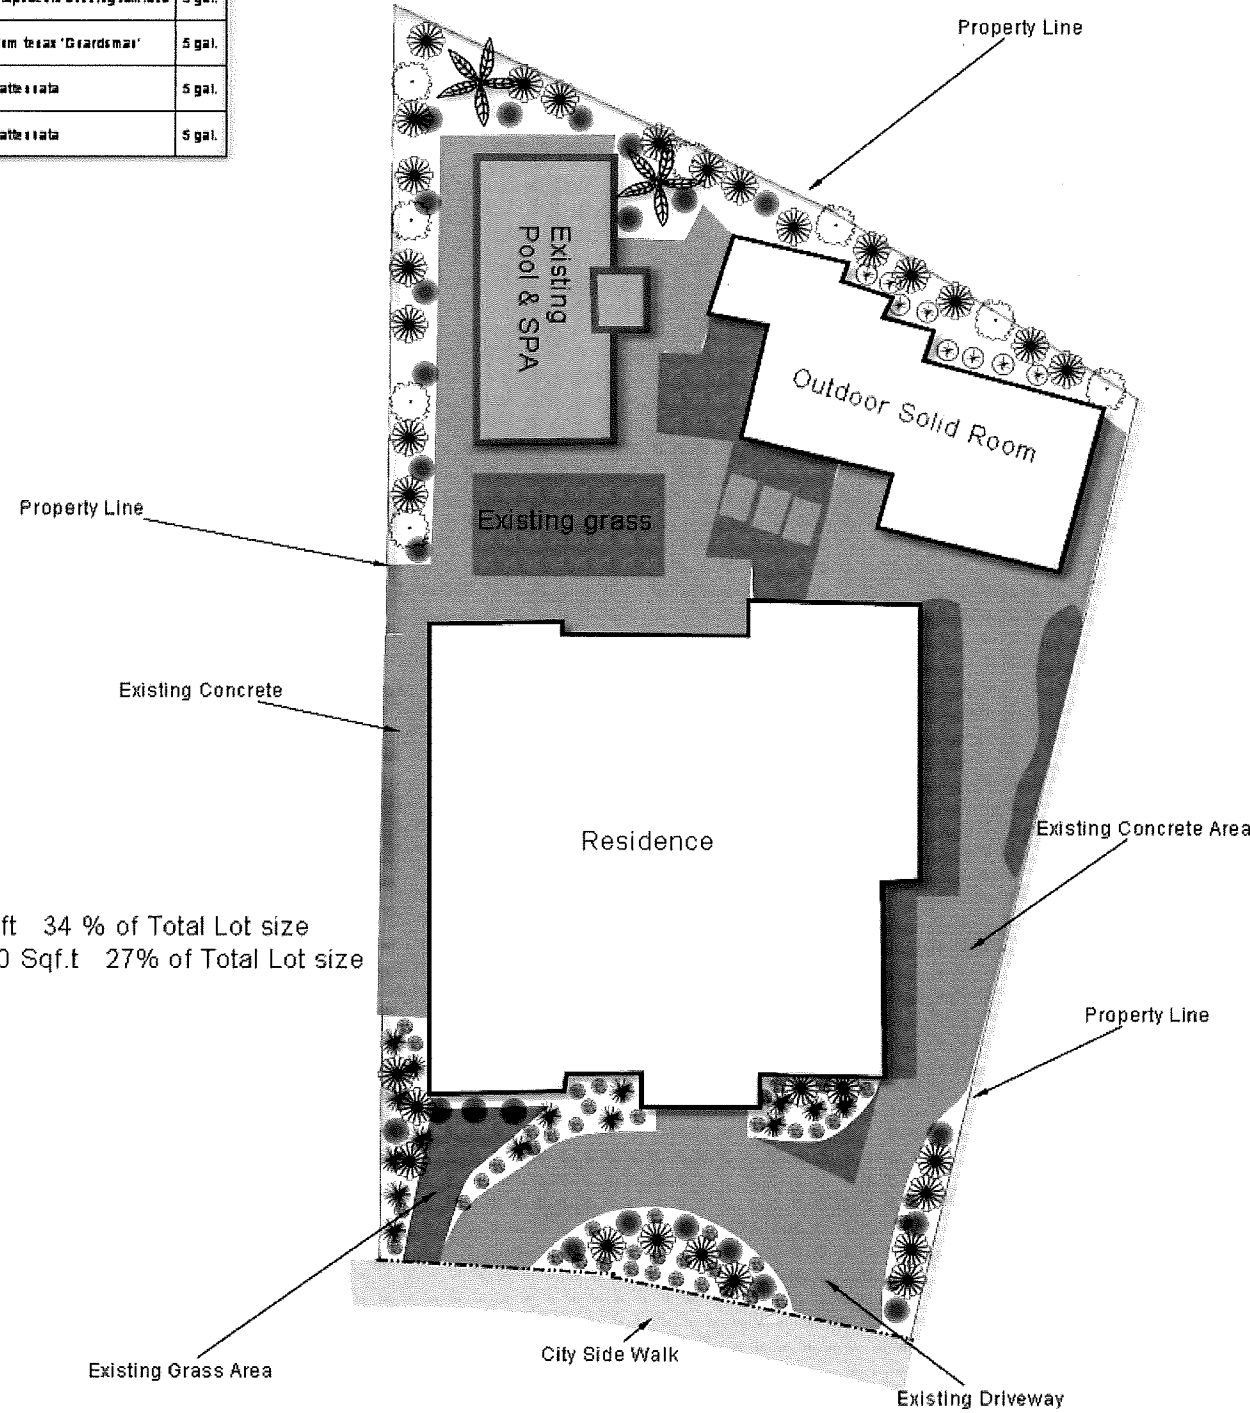 5 gal.
5 gal.
5 gal.
5 gal.
Property Line
Existing
Pool & SPA
Outdoor Solid Room
Property Line
Existing grass
Existing Concrete
Residence
Existing Concrete Area
ft 34 % of Total Lot size
0 Sqf.t 27% of Total Lot size
Property Line
City Side Walk
Existing Grass Area
Existing Driveway